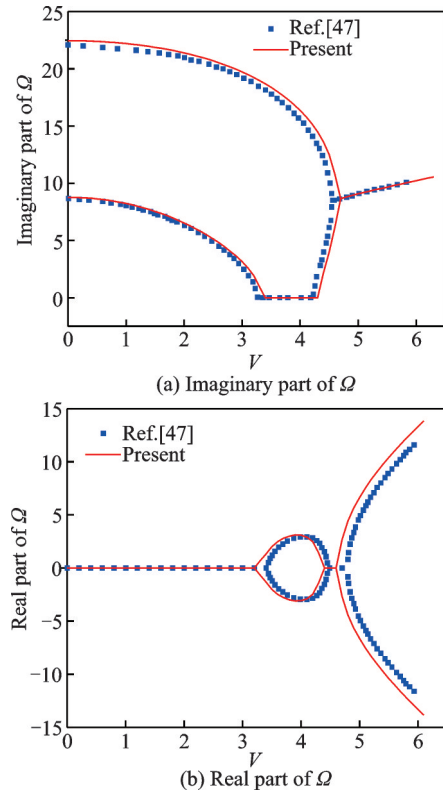 Ref.[47]
Present
25
20
15
10
5
0
Imaginary part of Ω
0 1 2 3 4 5 6
V
(a) Imaginary part of Ω
15
Ref.[47]
Present
10
5
0
−5
−10
−15
Real part of Ω
0 1 2 3 4 5 6
V
(b) Real part of Ω